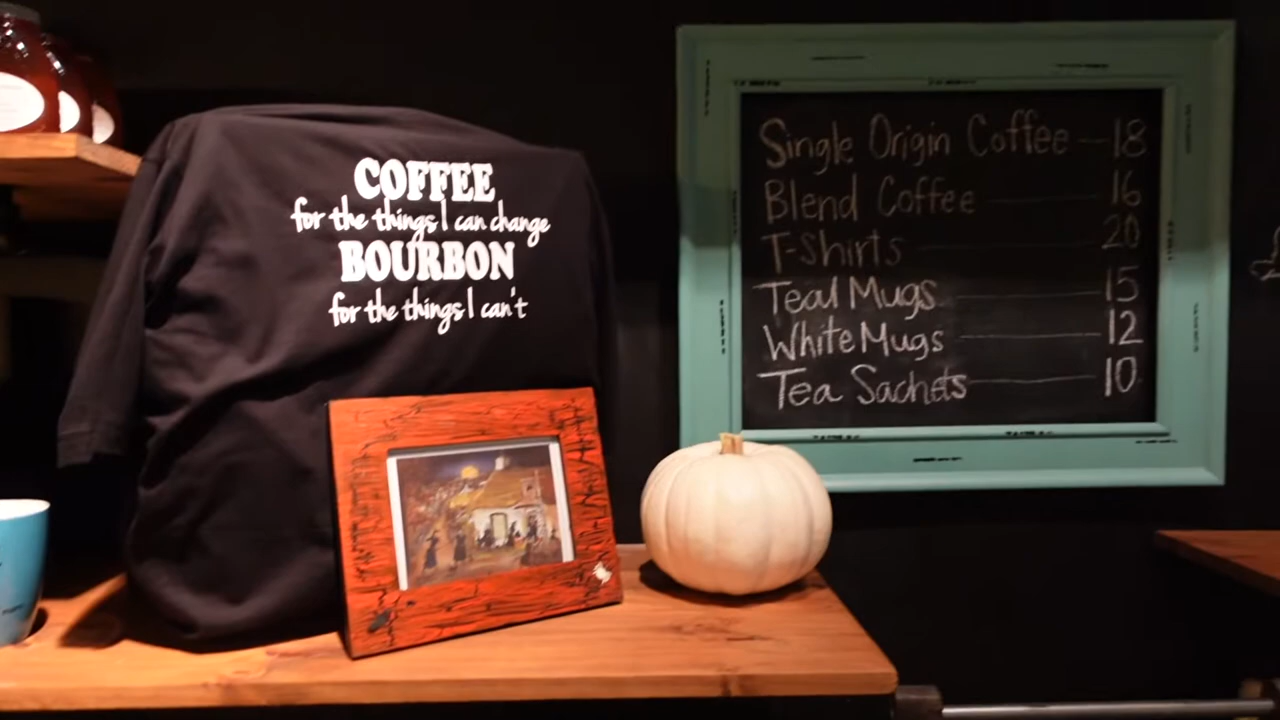 COFFEE
for the things I can change
BOURBON
for the things I can't
Single Origin Coffee — 18
Blend Coffee — 16
T-Shirts — 20
Teal Mugs — 15
White Mugs — 12
Tea Sachets — 10